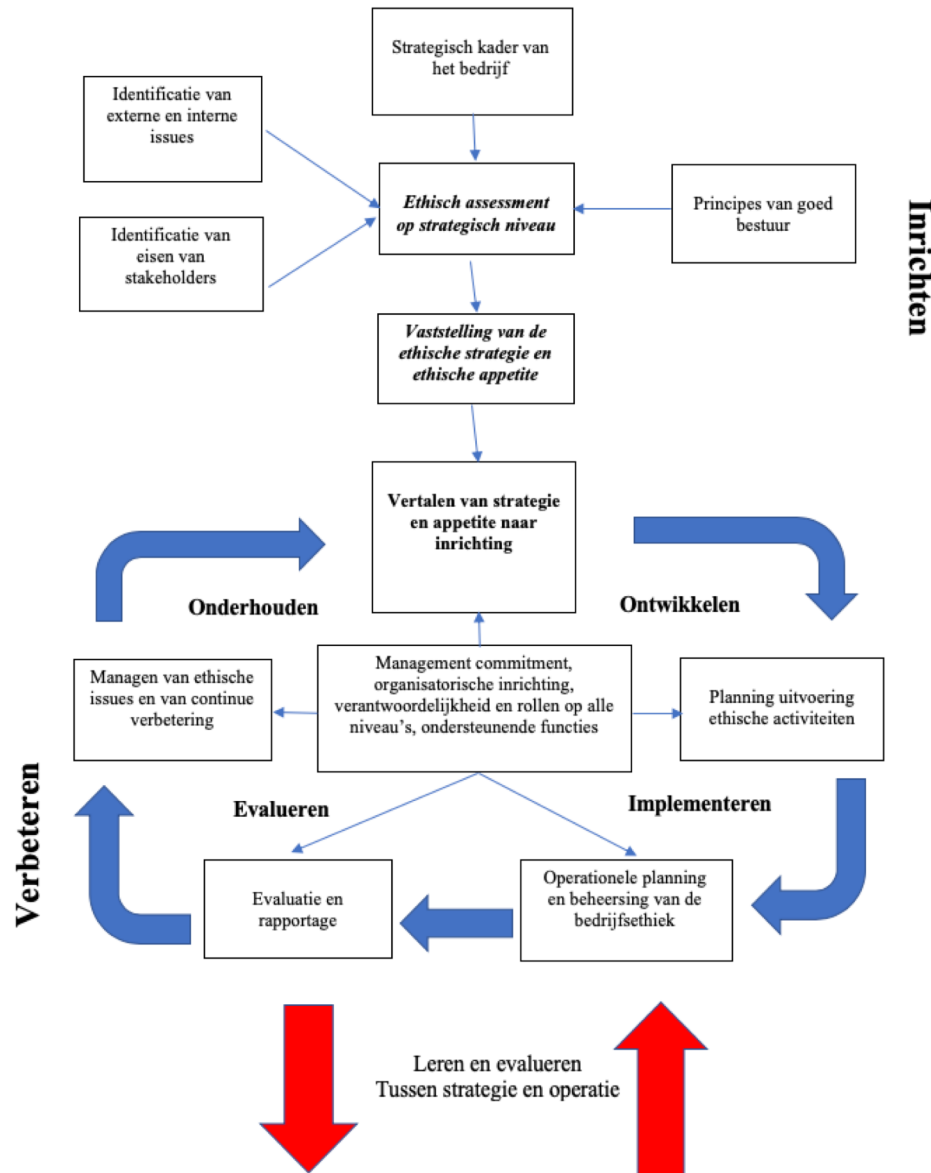 Strategisch kader van
het bedrijf
Identificatie van
externe en interne
issues
Ethisch assessment
op strategisch niveau
Principes van goed
bestuur
Identificatie van
eisen van
stakeholders
Inrichten
Vaststelling van de
ethische strategie en
ethische appetite
Vertalen van strategie
en appetite naar
inrichting
Onderhouden
Ontwikkelen
Managen van ethische
issues en van continue
verbetering
Management commitment,
organisatorische inrichting,
verantwoordelijkheid en rollen op alle
niveau's, ondersteunende functies
Planning uitvoering
ethische activiteiten
Verbeteren
Evalueren
Implementeren
Evaluatie en
rapportage
Operationele planning
en beheersing van de
bedrijfsethiek
Leren en evalueren
Tussen strategie en operatie